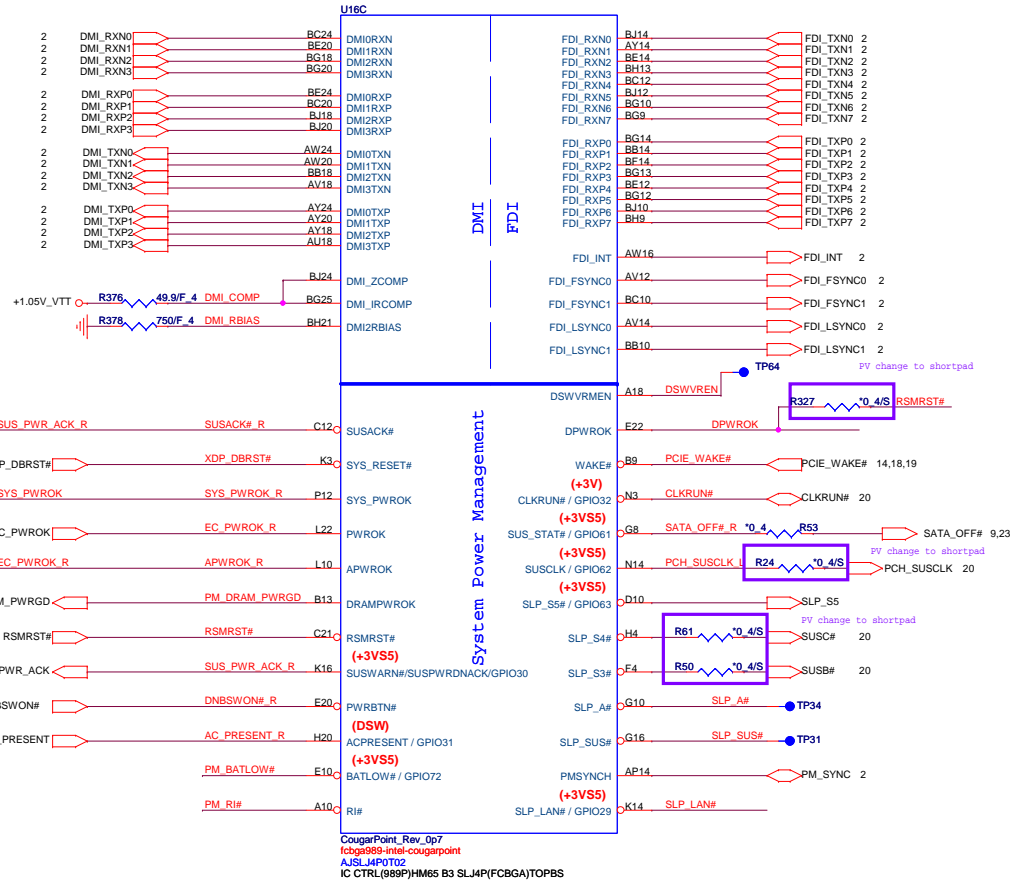 U16C
2 DMI_RXN0 BC24 DMI0RXN FDI_RXN0 BJ14 FDI_TXN0 2
2 DMI_RXN1 BE20 DMI1RXN FDI_RXN1 AY14 FDI_TXN1 2
2 DMI_RXN2 BG18 DMI2RXN FDI_RXN2 BE14 FDI_TXN2 2
2 DMI_RXN3 BG20 DMI3RXN FDI_RXN3 BH13 FDI_TXN3 2
FDI_RXN4 BC12 FDI_TXN4 2
2 DMI_RXP0 BE24 DMI0RXP FDI_RXN5 BJ12 FDI_TXN5 2
2 DMI_RXP1 BC20 DMI1RXP FDI_RXN6 BG10 FDI_TXN6 2
2 DMI_RXP2 BJ18 DMI2RXP FDI_RXN7 BG9 FDI_TXN7 2
2 DMI_RXP3 BJ20 DMI3RXP
FDI_RXP0 BG14 FDI_TXP0 2
2 DMI_TXN0 AW24 DMI0TXN FDI_RXP1 BB14 FDI_TXP1 2
2 DMI_TXN1 AW20 DMI1TXN FDI_RXP2 BF14 FDI_TXP2 2
2 DMI_TXN2 BB18 DMI2TXN FDI_RXP3 BG13 FDI_TXP3 2
2 DMI_TXN3 AV18 DMI3TXN FDI_RXP4 BE12 FDI_TXP4 2
FDI_RXP5 BG12 FDI_TXP5 2
2 DMI_TXP0 AY24 DMI0TXP FDI_RXP6 BJ10 FDI_TXP6 2
2 DMI_TXP1 AY20 DMI1TXP FDI_RXP7 BH9 FDI_TXP7 2
2 DMI_TXP2 AY18 DMI2TXP
2 DMI_TXP3 AU18 DMI3TXP
DMI
FDI
FDI_INT AW16 FDI_INT 2
BJ24 DMI_ZCOMP FDI_FSYNC0 AV12 FDI_FSYNC0 2
+1.05V_VTT R376 49.9/F_4 DMI_COMP BG25 DMI_IRCOMP FDI_FSYNC1 BC10 FDI_FSYNC1 2
R378 750/F_4 DMI_RBIAS BH21 DMI2RBIAS FDI_LSYNC0 AV14 FDI_LSYNC0 2
FDI_LSYNC1 BB10 FDI_LSYNC1 2
TP64 PV change to shortpad
DSWVRMEN A18 DSWVREN
R327 *0_4/S RSMRST#
System Power Management
SUS_PWR_ACK_R SUSACK#_R C12 SUSACK# DPWROK E22 DPWROK
P_DBRST# XDP_DBRST# K3 SYS_RESET# WAKE# B9 PCIE_WAKE# PCIE_WAKE# 14,18,19
(+3V)
SYS_PWROK SYS_PWROK_R P12 SYS_PWROK CLKRUN# / GPIO32 N3 CLKRUN# CLKRUN# 20
(+3VS5)
C_PWROK EC_PWROK_R L22 PWROK SUS_STAT# / GPIO61 G8 SATA_OFF#_R *0_4 R53 SATA_OFF# 9,23
(+3VS5) PV change to shortpad
EC_PWROK_R APWROK_R L10 APWROK SUSCLK / GPIO62 N14 PCH_SUSCLK_L R24 *0_4/S PCH_SUSCLK 20
(+3VS5)
M_PWRGD PM_DRAM_PWRGD B13 DRAMPWROK SLP_S5# / GPIO63 D10 SLP_S5
PV change to shortpad
RSMRST# RSMRST# C21 RSMRST# SLP_S4# H4 R61 *0_4/S SUSC# 20
(+3VS5)
PWR_ACK SUS_PWR_ACK_R K16 SUSWARN#/SUSPWRDNACK/GPIO30 SLP_S3# F4 R50 *0_4/S SUSB# 20
BSWON# DNBSWON#_R E20 PWRBTN# SLP_A# G10 SLP_A# TP34
(DSW)
_PRESENT AC_PRESENT_R H20 ACPRESENT / GPIO31 SLP_SUS# G16 SLP_SUS# TP31
(+3VS5)
PM_BATLOW# E10 BATLOW# / GPIO72 PMSYNCH AP14 PM_SYNC 2
(+3VS5)
PM_RI# A10 RI# SLP_LAN# / GPIO29 K14 SLP_LAN#
CougarPoint_Rev_0p7
fcbga989-intel-cougarpoint
AJSLJ4P0T02
IC CTRL(989P)HM65 B3 SLJ4P(FCBGA)TOPBS